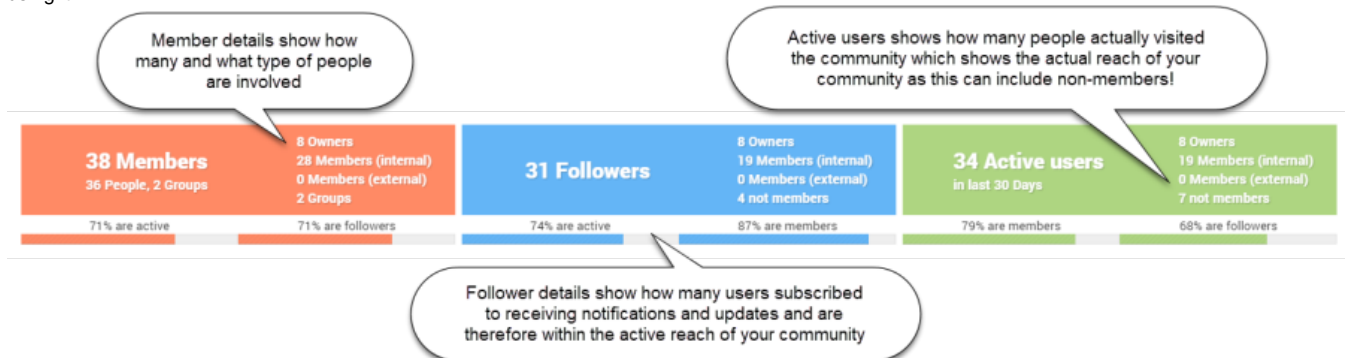 Member details show how
many and what type of people
are involved
Active users shows how many people actually visited
the community which shows the actual reach of your
community as this can include non-members!
38 Members
36 People, 2 Groups
8 Owners
28 Members (internal)
0 Members (external)
2 Groups
71% are active
71% are followers
31 Followers
8 Owners
19 Members (internal)
0 Members (external)
4 not members
74% are active
87% are members
34 Active users
in last 30 Days
8 Owners
19 Members (internal)
0 Members (external)
7 not members
79% are members
68% are followers
Follower details show how many users subscribed
to receiving notifications and updates and are
therefore within the active reach of your community